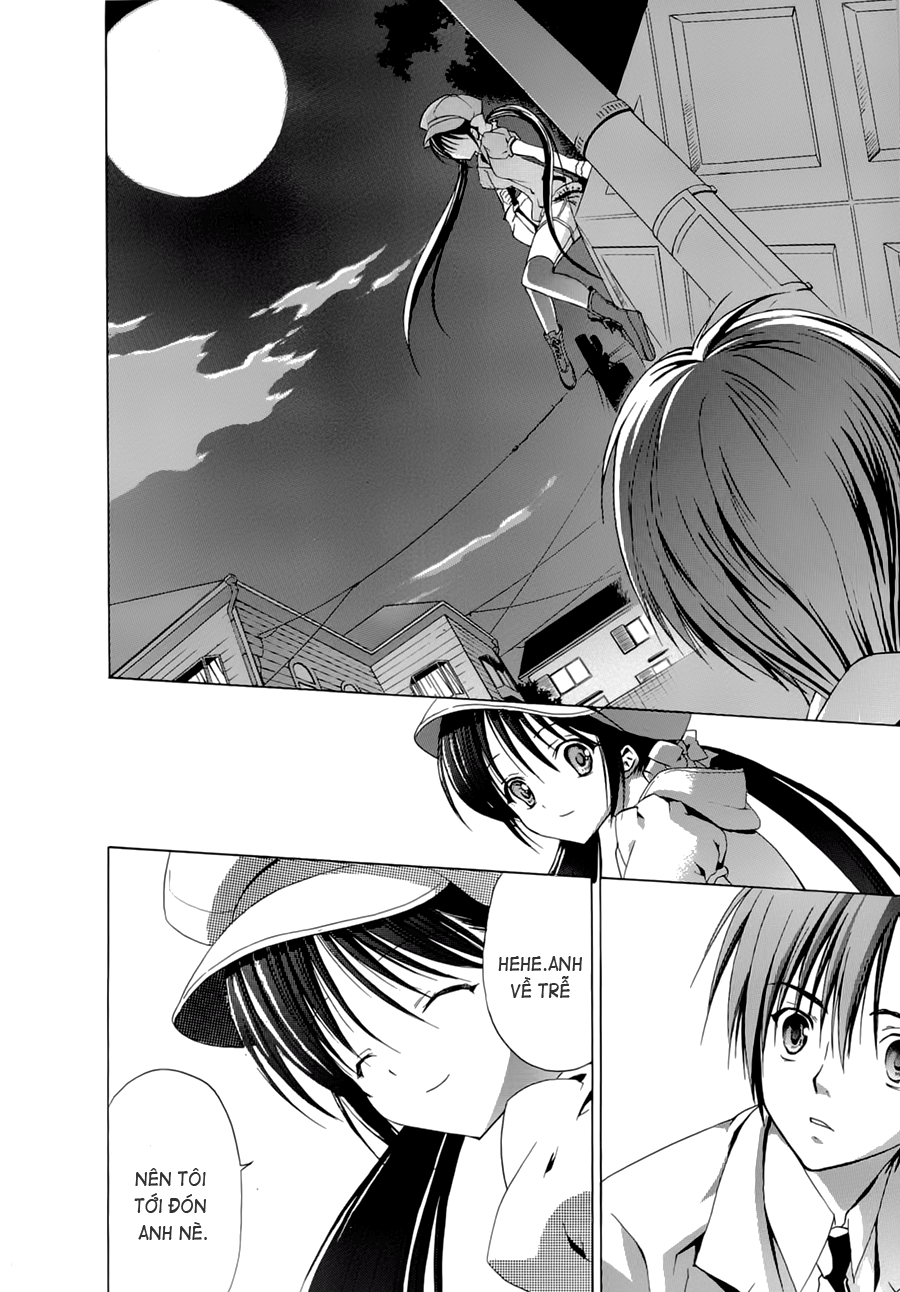 HEHE.ANH
VỀ TRỄ
NÊN TÔI
TỚI ĐÓN
ANH NÈ.